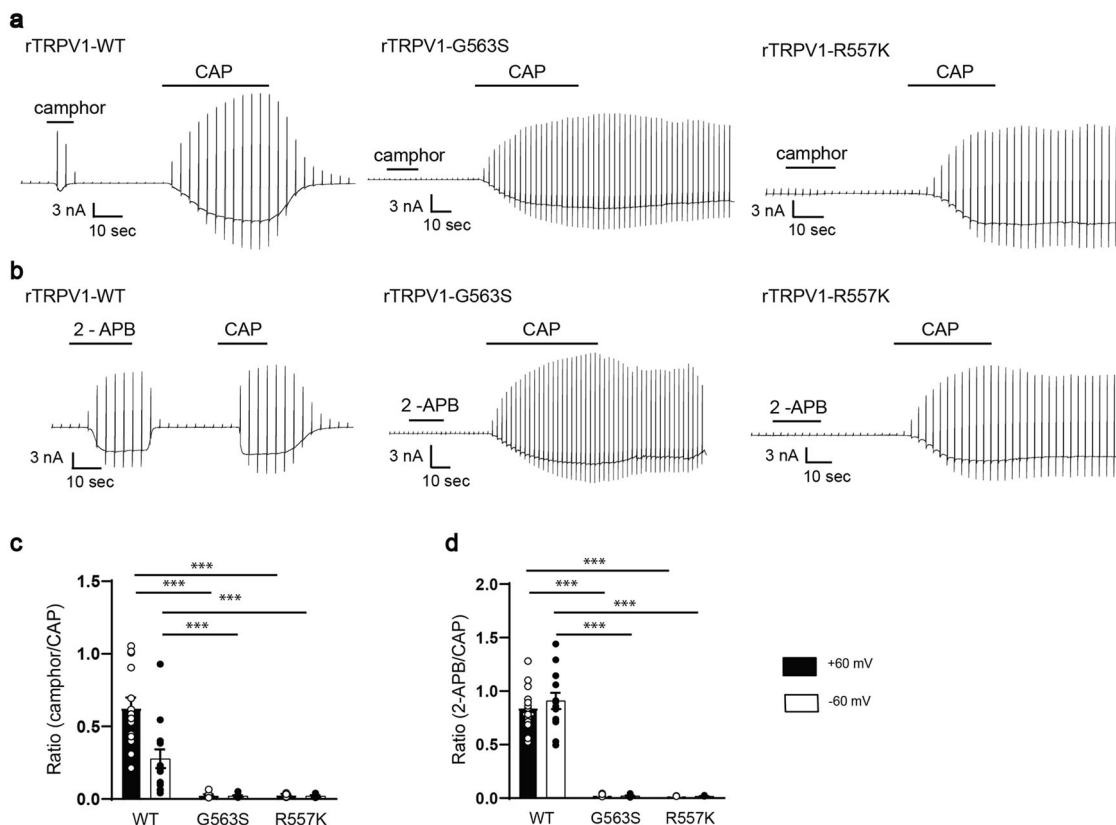 a
rTRPV1-WT
rTRPV1-G563S
rTRPV1-R557K
CAP
CAP
CAP
camphor
camphor
camphor
3 nA
10 sec
3 nA
10 sec
3 nA
10 sec
b
rTRPV1-WT
rTRPV1-G563S
rTRPV1-R557K
2 - APB
CAP
CAP
CAP
2 -APB
2 -APB
3 nA
10 sec
3 nA
10 sec
3 nA
10 sec
c
Ratio (camphor/CAP)
1.5
1.0
0.5
0.0
***
***
***
***
WT
G563S
R557K
d
Ratio (2-APB/CAP)
2.0
1.5
1.0
0.5
0.0
***
***
***
***
WT
G563S
R557K
+60 mV
-60 mV